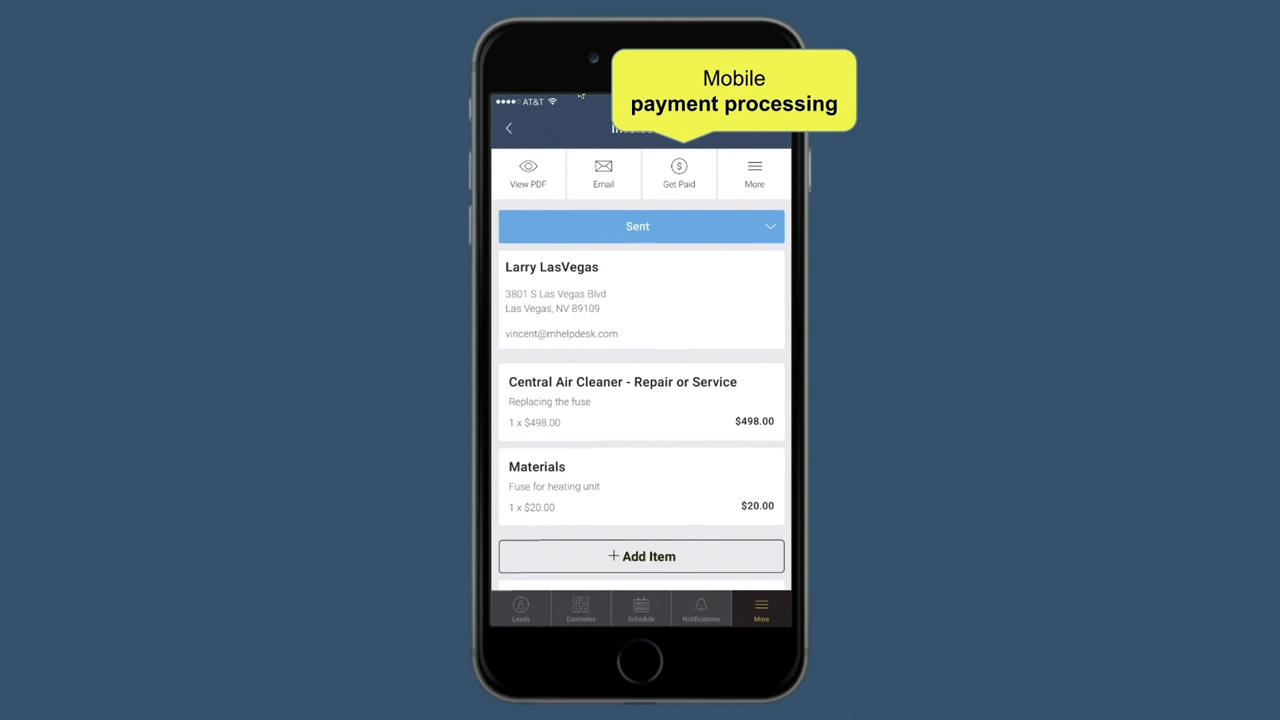 Mobile
payment processing
AT&T
View PDF
Email
Get Paid
More
Sent
Larry LasVegas
3801 S Las Vegas Blvd
Las Vegas, NV 89109
vincent@mhelpdesk.com
Central Air Cleaner - Repair or Service
Replacing the fuse
1 x $498.00 $498.00
Materials
Fuse for heating unit
1 x $20.00 $20.00
+ Add Item
Leads Estimates Schedule Notifications More